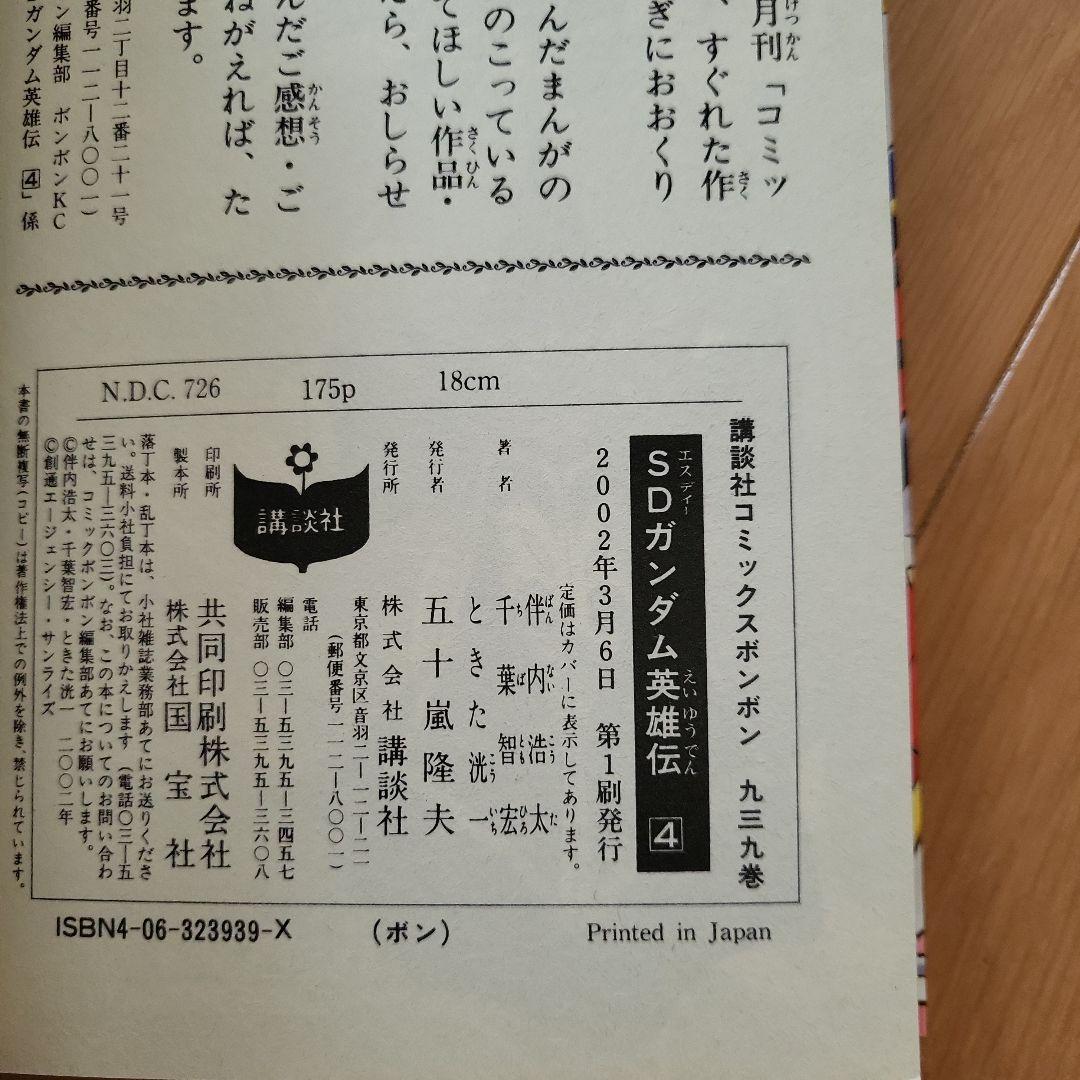 月刊「コミッ
、すぐれた作
ぎにおおくり
んだまんがの
のこっている
てほしい作品・
たら、おしらせ
んだご感想・ご
ねがえれば、た
ます。
羽二丁目十二番二十一号
番号一一二―八〇〇一）
ン編集部 ボンボンKC
ガンダム英雄伝 4」係
N.D.C. 726 175p 18cm
講談社コミックスボンボン 九三九巻
SDガンダム英雄伝 4
2002年3月6日 第1刷発行
定価はカバーに表示してあります。
著者 伴内浩太
千葉智宏
ときた洸一
発行者 五十嵐隆夫
発行所 株式会社 講談社
東京都文京区音羽二―一二―二一
（郵便番号一一二―八〇〇一）
電話
編集部 〇三―五三九五―三四五七
販売部 〇三―五三九五―三六〇八
講談社
印刷所 共同印刷株式会社
製本所 株式会社 国宝社
落丁本・乱丁本は、小社雑誌業務部あてにお送りくださ
い。送料小社負担にてお取りかえします（電話〇三―五
三九五―三六〇三）。なお、この本についてのお問い合わ
せは、コミックボンボン編集部あてにお願いします。
©伴内浩太・千葉智宏・ときた洸一 二〇〇二年
©創通エージェンシー・サンライズ
本書の無断複写（コピー）は著作権法上での例外を除き、禁じられています。
ISBN4-06-323939-X （ボン） Printed in Japan